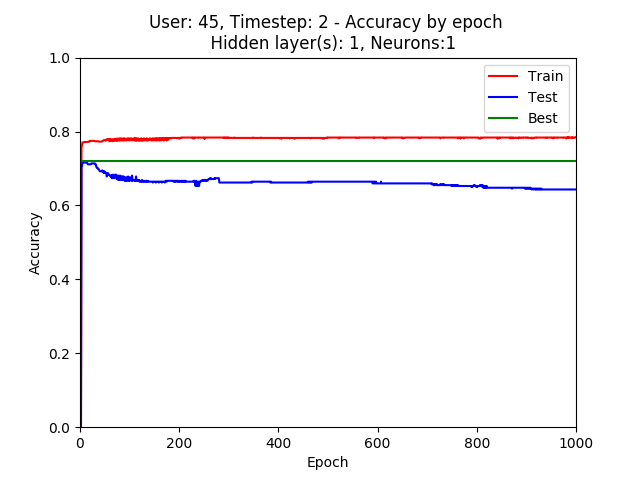 User: 45, Timestep: 2 - Accuracy by epoch
Hidden layer(s): 1, Neurons:1
Train
Test
Best
1.0
0.8
0.6
0.4
0.2
0.0
Accuracy
0
200
400
600
800
1000
Epoch